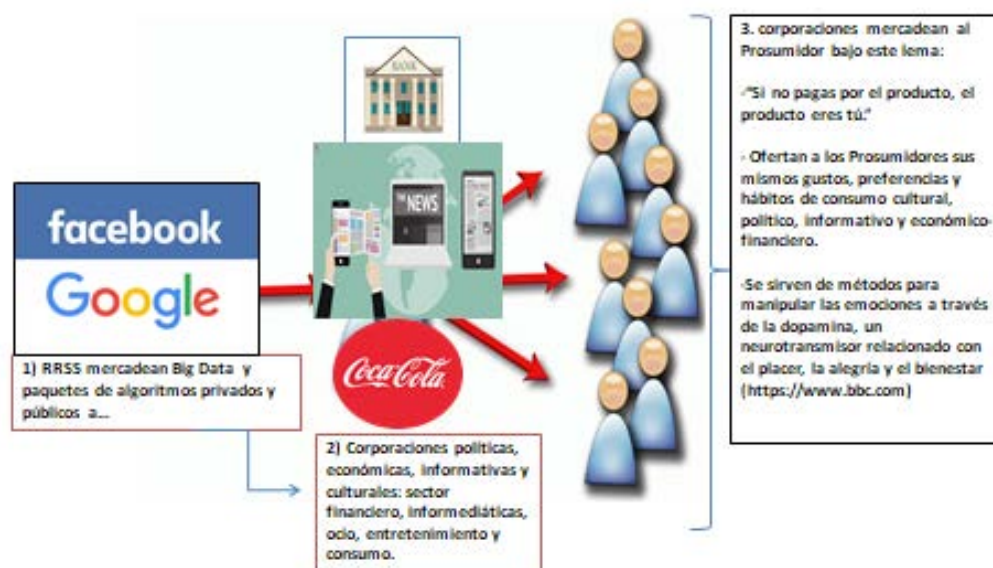 facebook
Google
1) RRSS mercadean Big Data y
paquetes de algoritmos privados y
públicos a...
BANK
THE
NEWS
Coca-Cola
2) Corporaciones políticas,
económicas, informativas y
culturales: sector
financiero, informediáticas,
ocio, entretenimiento y
consumo.
3. corporaciones mercadean al
Prosumidor bajo este lema:
-"Si no pagas por el producto, el
producto eres tú."
- Ofertan a los Prosumidores sus
mismos gustos, preferencias y
hábitos de consumo cultural,
político, informativo y económico-
financiero.
-Se sirven de métodos para
manipular las emociones a través
de la dopamina, un
neurotransmisor relacionado con
el placer, la alegría y el bienestar
(https://www.bbc.com)